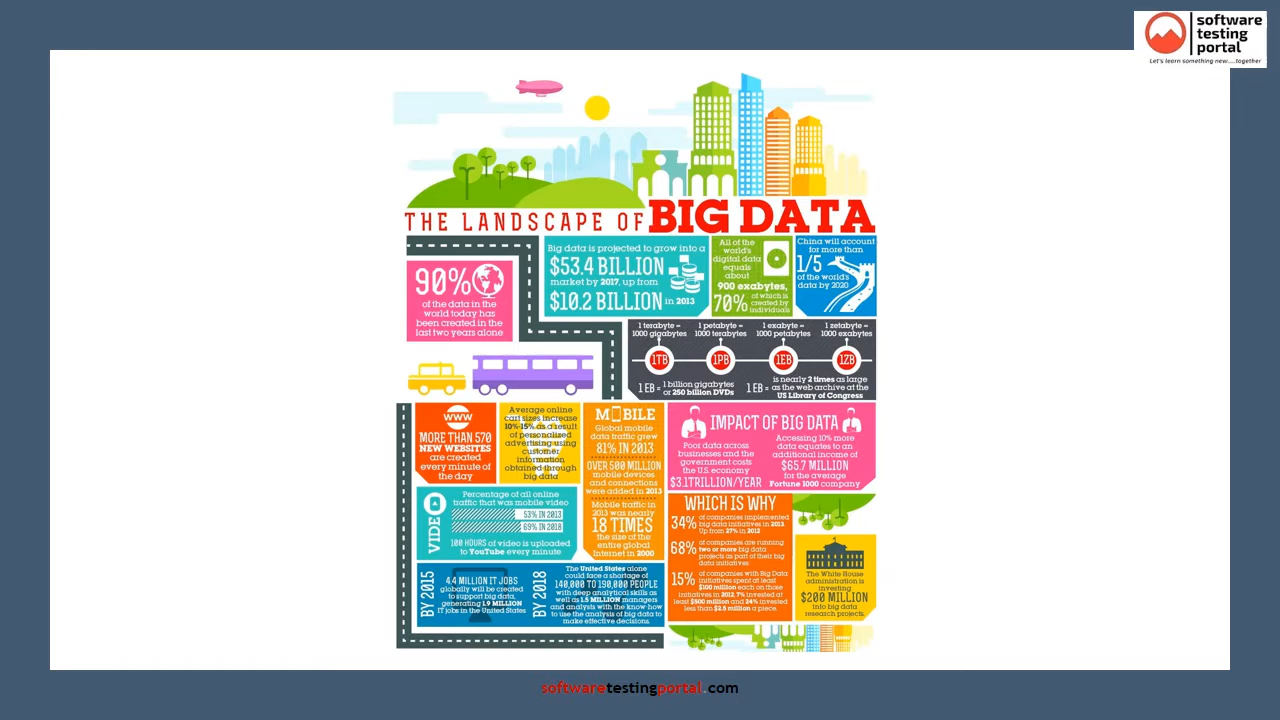 software
testing
portal
Let's learn something new....together
THE LANDSCAPE OF BIG DATA
90%
of the data in the
world today has
been created in the
last two years alone
Big data is projected to grow into a
$53.4 BILLION
market by 2017, up from
$10.2 BILLION in 2013
All of the
world's
digital data
equals
about
900 exabytes,
70% of which is
created by
individuals
China will account
for more than
1/5
of the world's
data by 2020
1 terabyte =
1000 gigabytes
1 petabyte =
1000 terabytes
1 exabyte =
1000 petabytes
1 zetabyte =
1000 exabytes
1TB
1PB
1EB
1ZB
1 EB = 1 billion gigabytes
or 250 billion DVDs
1 EB = is nearly 2 times as large
as the web archive at the
US Library of Congress
WWW
MORE THAN 570
NEW WEBSITES
are created
every minute of
the day
Average online
cart sizes increase
10%-15% as a result
of personalized
advertising using
customer
information
obtained through
big data
MOBILE
Global mobile
data traffic grew
81% IN 2013
OVER 500 MILLION
mobile devices
and connections
were added in 2013
Mobile traffic in
2013 was nearly
18 TIMES
the size of the
entire global
Internet in 2000
IMPACT OF BIG DATA
Poor data across
businesses and the
government costs
the U.S. economy
$3.1TRILLION/YEAR
Accessing 10% more
data equates to an
additional income of
$65.7 MILLION
for the average
Fortune 1000 company
VIDEO
Percentage of all online
traffic that was mobile video
53% IN 2013
69% IN 2018
100 HOURS of video is uploaded
to YouTube every minute
WHICH IS WHY
34% of companies implemented
big data initiatives in 2013.
Up from 27% in 2012
68% of companies are running
two or more big data
projects as part of their big
data initiatives
15% of companies with Big Data
initiatives spent at least
$100 million each on those
initiatives in 2012. 7% invested at
least $500 million and 24% invested
less than $2.5 million a piece.
The White House
administration is
investing
$200 MILLION
into big data
research projects.
BY 2015
4.4 MILLION IT JOBS
globally will be created
to support big data,
generating 1.9 MILLION
IT jobs in the United States
BY 2018
The United States alone
could face a shortage of
140,000 TO 190,000 PEOPLE
with deep analytical skills as
well as 1.5 MILLION managers
and analysts with the know-how
to use the analysis of big data to
make effective decisions.
softwaretestingportal.com